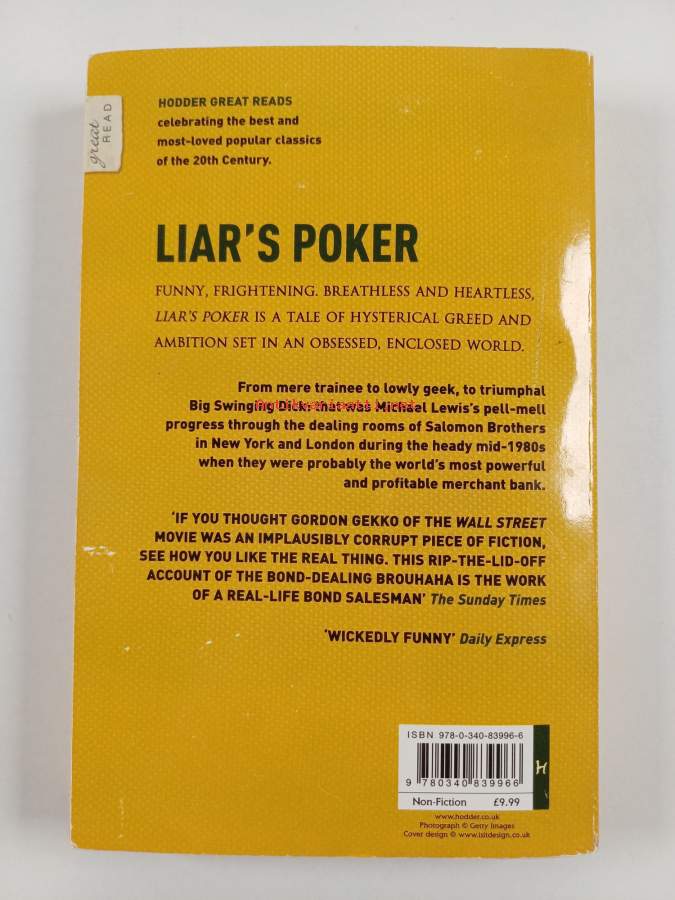 great
READ
HODDER GREAT READS
celebrating the best and
most-loved popular classics
of the 20th Century.
LIAR'S POKER
FUNNY, FRIGHTENING. BREATHLESS AND HEARTLESS,
LIAR'S POKER IS A TALE OF HYSTERICAL GREED AND
AMBITION SET IN AN OBSESSED, ENCLOSED WORLD.
From mere trainee to lowly geek, to triumphal
Big Swinging Dick: that was Michael Lewis's pell-mell
progress through the dealing rooms of Salomon Brothers
in New York and London during the heady mid-1980s
when they were probably the world's most powerful
and profitable merchant bank.
'IF YOU THOUGHT GORDON GEKKO OF THE WALL STREET
MOVIE WAS AN IMPLAUSIBLY CORRUPT PIECE OF FICTION,
SEE HOW YOU LIKE THE REAL THING. THIS RIP-THE-LID-OFF
ACCOUNT OF THE BOND-DEALING BROUHAHA IS THE WORK
OF A REAL-LIFE BOND SALESMAN' The Sunday Times
'WICKEDLY FUNNY' Daily Express
ISBN 978-0-340-83996-6
9 780340 839966
H
Non-Fiction £9.99
www.hodder.co.uk
Photograph © Getty Images
Cover design © www.isitdesign.co.uk